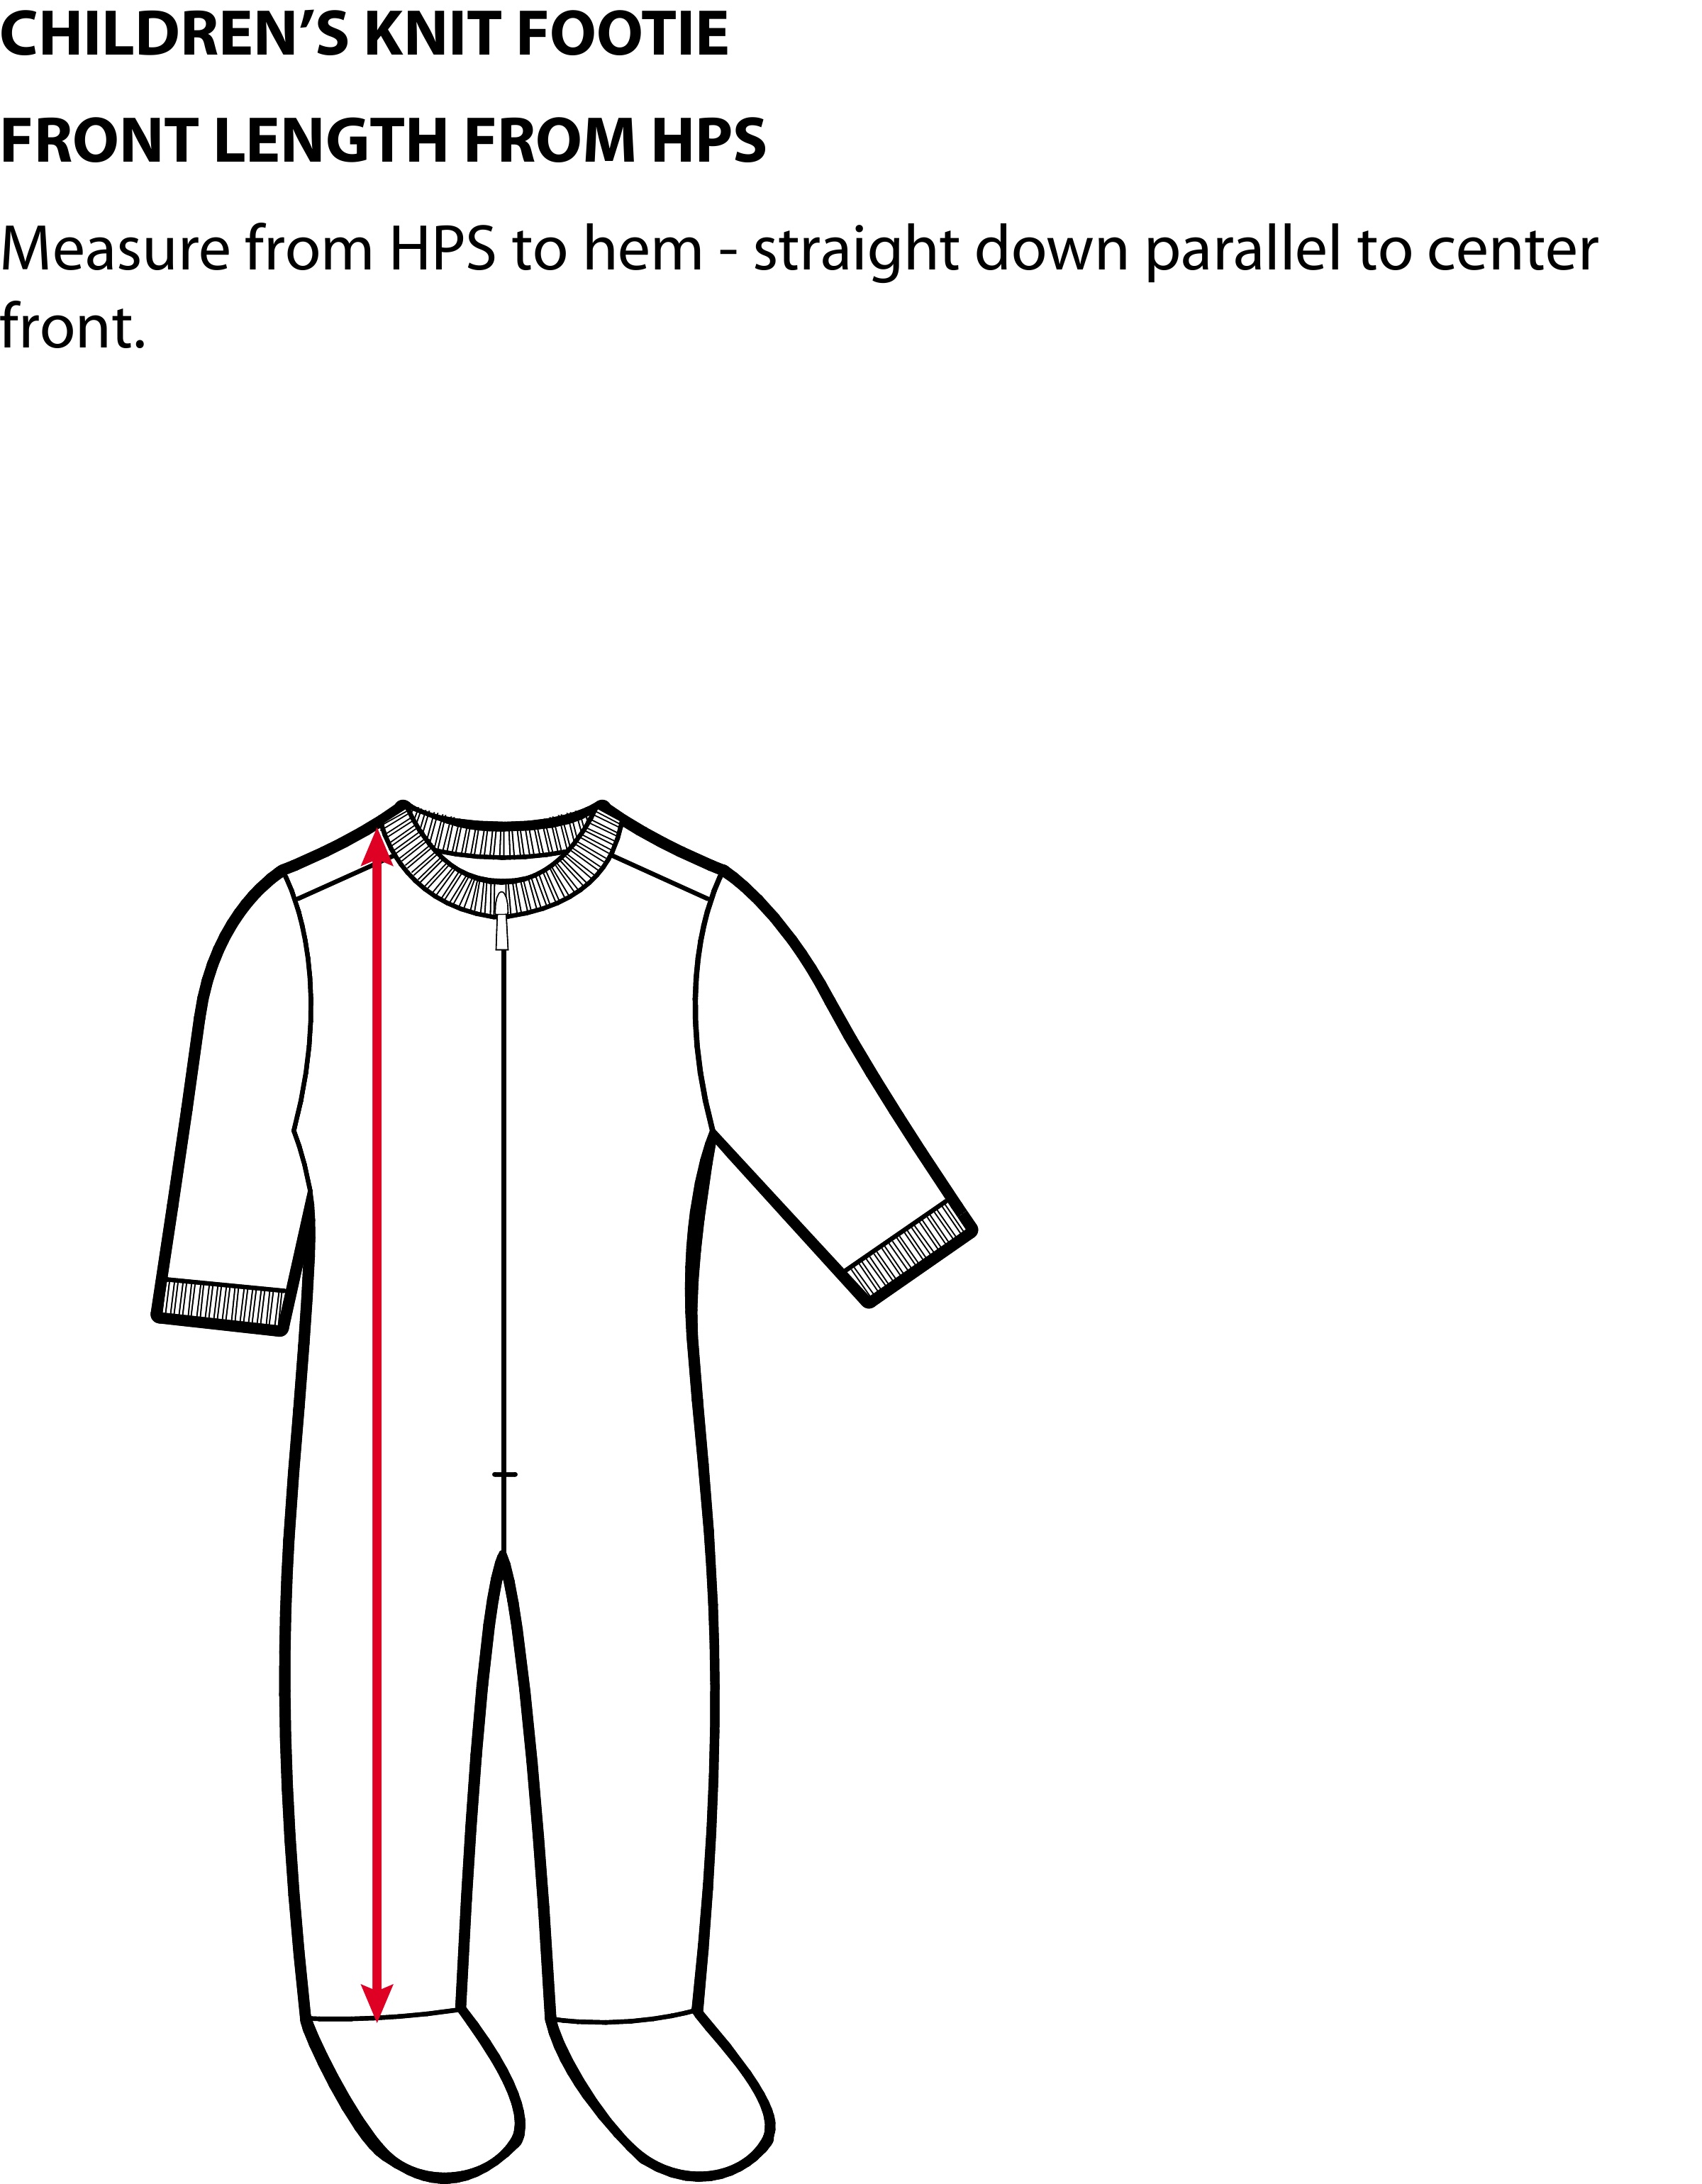 CHILDREN’S KNIT FOOTIE
FRONT LENGTH FROM HPS
Measure from HPS to hem - straight down parallel to center
front.